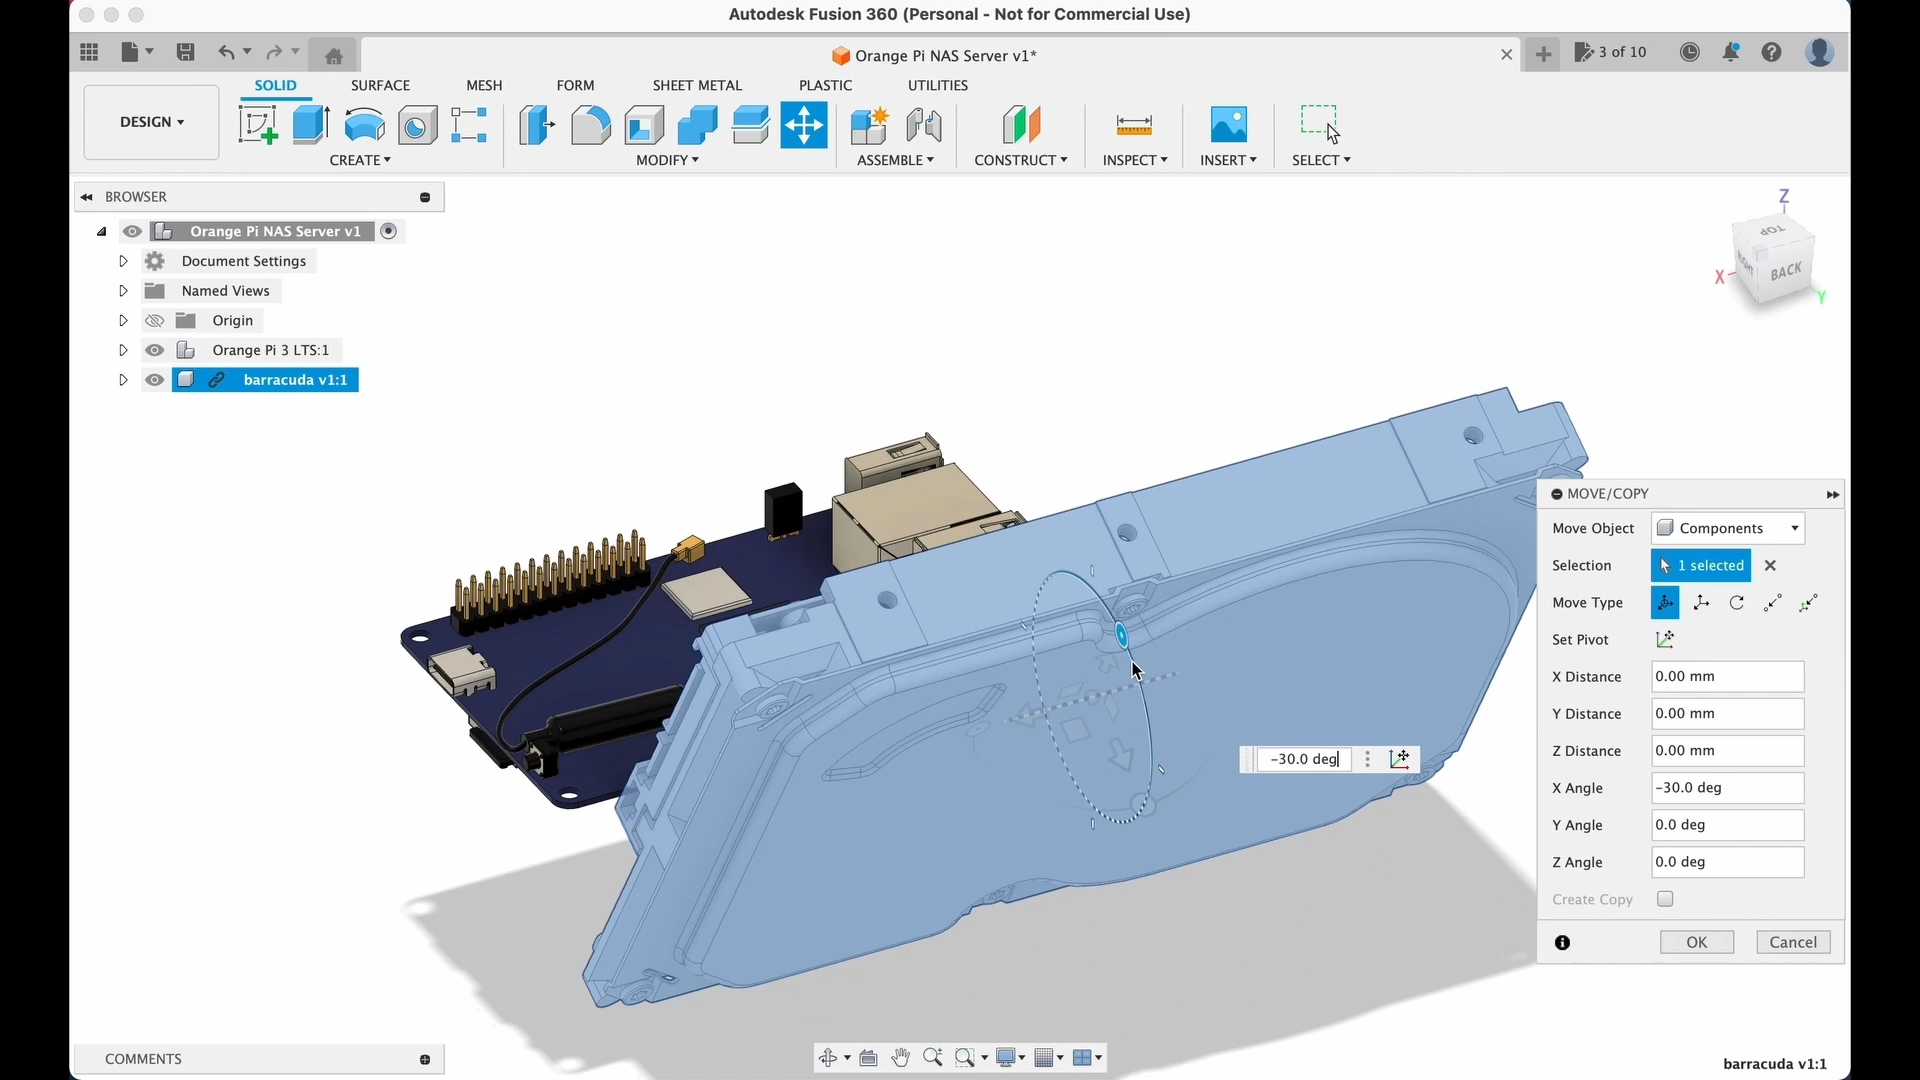 Autodesk Fusion 360 (Personal - Not for Commercial Use)
Orange Pi NAS Server v1*
3 of 10
SOLID
SURFACE
MESH
FORM
SHEET METAL
PLASTIC
UTILITIES
DESIGN
CREATE
MODIFY
ASSEMBLE
CONSTRUCT
INSPECT
INSERT
SELECT
BROWSER
Orange Pi NAS Server v1
Document Settings
Named Views
Origin
Orange Pi 3 LTS:1
barracuda v1:1
Z
TOP
RIGHT
BACK
X
Y
MOVE/COPY
Move Object
Components
Selection
1 selected
Move Type
Set Pivot
X Distance
0.00 mm
Y Distance
0.00 mm
Z Distance
0.00 mm
-30.0 deg
X Angle
-30.0 deg
Y Angle
0.0 deg
Z Angle
0.0 deg
Create Copy
OK
Cancel
COMMENTS
barracuda v1:1